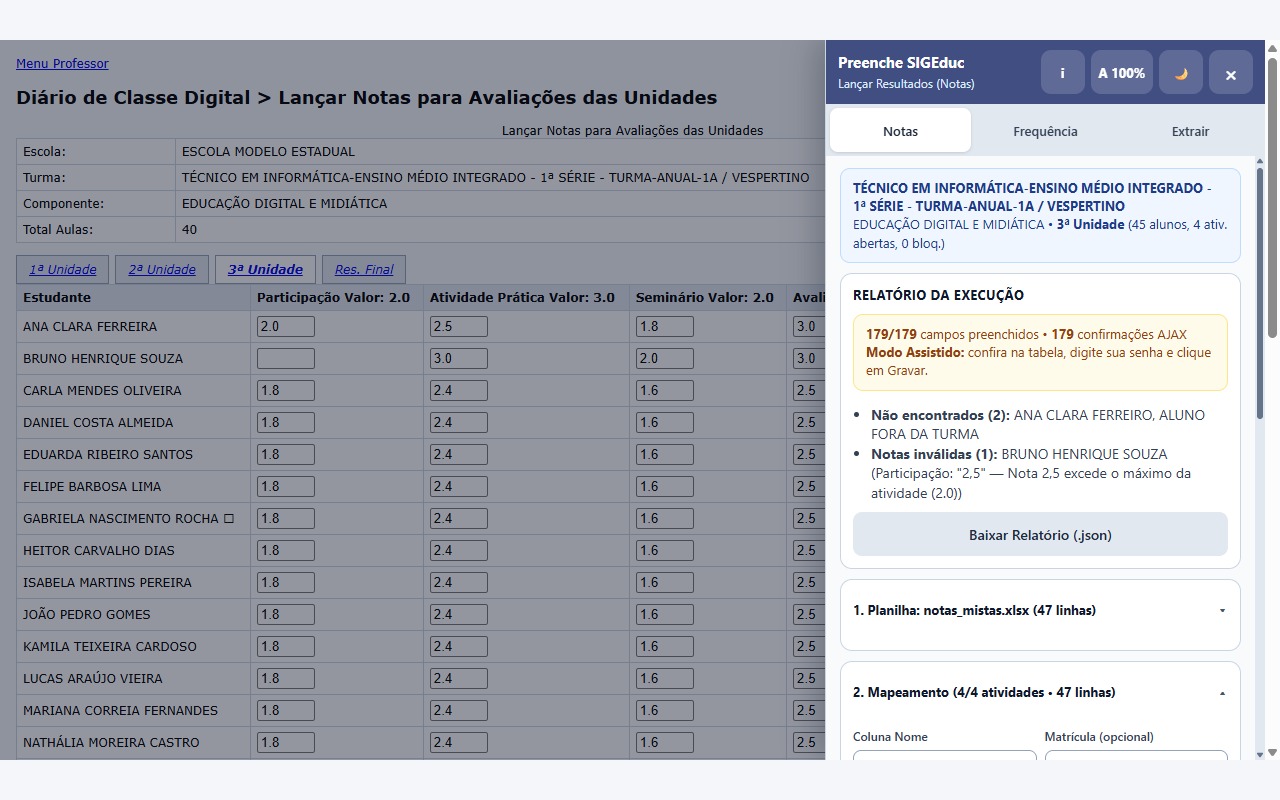 Menu Professor
Diário de Classe Digital > Lançar Notas para Avaliações das Unidades
Lançar Notas para Avaliações das Unidades
Escola: ESCOLA MODELO ESTADUAL
Turma: TÉCNICO EM INFORMÁTICA-ENSINO MÉDIO INTEGRADO - 1ª SÉRIE - TURMA-ANUAL-1A / VESPERTINO
Componente: EDUCAÇÃO DIGITAL E MIDIÁTICA
Total Aulas: 40
1ª Unidade 2ª Unidade 3ª Unidade Res. Final
Estudante Participação Valor: 2.0 Atividade Prática Valor: 3.0 Seminário Valor: 2.0 Avali
ANA CLARA FERREIRA 2.0 2.5 1.8 3.0
BRUNO HENRIQUE SOUZA 3.0 2.0 3.0
CARLA MENDES OLIVEIRA 1.8 2.4 1.6 2.5
DANIEL COSTA ALMEIDA 1.8 2.4 1.6 2.5
EDUARDA RIBEIRO SANTOS 1.8 2.4 1.6 2.5
FELIPE BARBOSA LIMA 1.8 2.4 1.6 2.5
GABRIELA NASCIMENTO ROCHA □ 1.8 2.4 1.6 2.5
HEITOR CARVALHO DIAS 1.8 2.4 1.6 2.5
ISABELA MARTINS PEREIRA 1.8 2.4 1.6 2.5
JOÃO PEDRO GOMES 1.8 2.4 1.6 2.5
KAMILA TEIXEIRA CARDOSO 1.8 2.4 1.6 2.5
LUCAS ARAÚJO VIEIRA 1.8 2.4 1.6 2.5
MARIANA CORREIA FERNANDES 1.8 2.4 1.6 2.5
NATHÁLIA MOREIRA CASTRO 1.8 2.4 1.6 2.5
Preenche SIGEduc
Lançar Resultados (Notas)
i A 100% 🌙 ×
Notas Frequência Extrair
TÉCNICO EM INFORMÁTICA-ENSINO MÉDIO INTEGRADO -
1ª SÉRIE - TURMA-ANUAL-1A / VESPERTINO
EDUCAÇÃO DIGITAL E MIDIÁTICA • 3ª Unidade (45 alunos, 4 ativ.
abertas, 0 bloq.)
RELATÓRIO DA EXECUÇÃO
179/179 campos preenchidos • 179 confirmações AJAX
Modo Assistido: confira na tabela, digite sua senha e clique
em Gravar.
• Não encontrados (2): ANA CLARA FERREIRO, ALUNO
FORA DA TURMA
• Notas inválidas (1): BRUNO HENRIQUE SOUZA
(Participação: "2,5" — Nota 2,5 excede o máximo da
atividade (2.0))
Baixar Relatório (.json)
1. Planilha: notas_mistas.xlsx (47 linhas)
2. Mapeamento (4/4 atividades • 47 linhas)
Coluna Nome Matrícula (opcional)